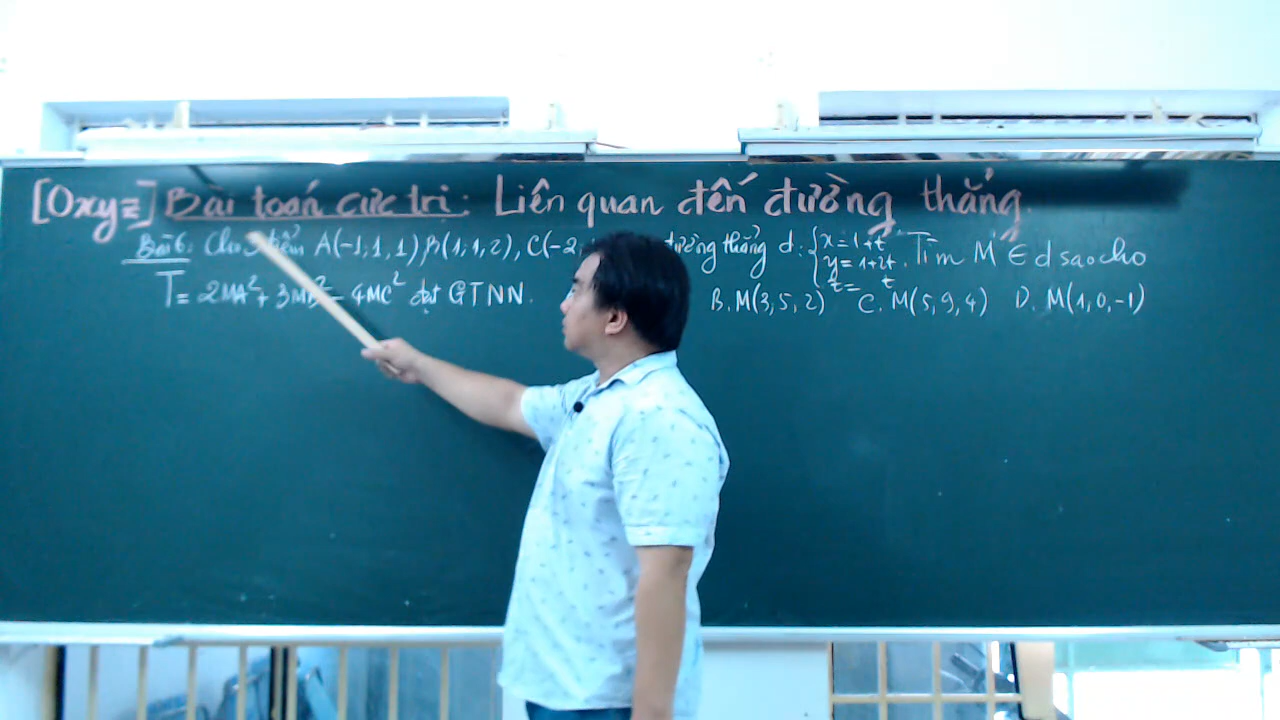 [Oxyz] Bài toán cực trị: Liên quan đến đường thẳng.
Bài 6: Cho 3 điểm A(-1; 1; 1) B(1; 1; 2), C(-2; đường thẳng d: { x = 1+t . Tìm M ∈ d sao cho
y = 1+2t
z = t
T = 2MA² + 3MB² - 4MC² đạt GTNN. B. M(3; 5; 2) C. M(5; 9; 4) D. M(1; 0; -1)